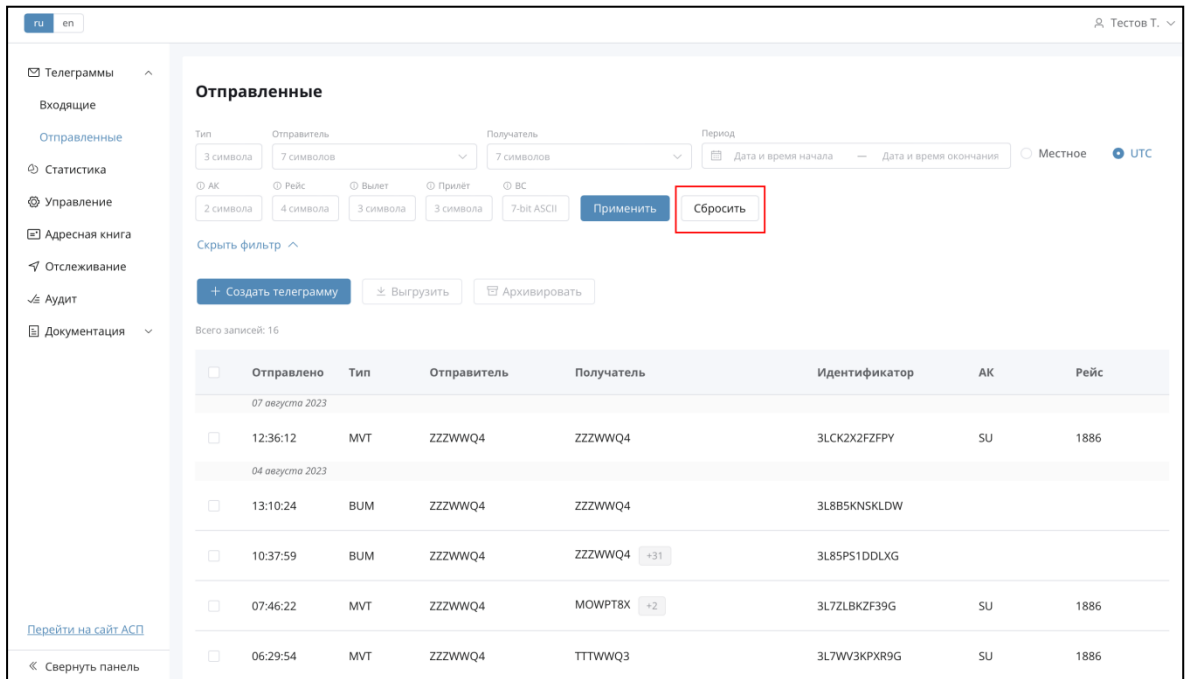 ru en Тестов Т.
Телеграммы
Входящие
Отправленные
Статистика
Управление
Адресная книга
Отслеживание
Аудит
Документация
Перейти на сайт АСП
Свернуть панель
Отправленные
Тип Отправитель Получатель Период
3 символа 7 символов 7 символов Дата и время начала — Дата и время окончания Местное UTC
АК Рейс Вылет Прилёт ВС
2 символа 4 символа 3 символа 3 символа 7-bit ASCII Применить Сбросить
Скрыть фильтр
+ Создать телеграмму Выгрузить Архивировать
Всего записей: 16
Отправлено Тип Отправитель Получатель Идентификатор АК Рейс
07 августа 2023
12:36:12 MVT ZZZWWQ4 ZZZWWQ4 3LCK2X2FZFPY SU 1886
04 августа 2023
13:10:24 BUM ZZZWWQ4 ZZZWWQ4 3L8B5KNSKLDW
10:37:59 BUM ZZZWWQ4 ZZZWWQ4 +31 3L85PS1DDLXG
07:46:22 MVT ZZZWWQ4 MOWPT8X +2 3L7ZLBKZF39G SU 1886
06:29:54 MVT ZZZWWQ4 TTTWWQ3 3L7WV3KPXR9G SU 1886